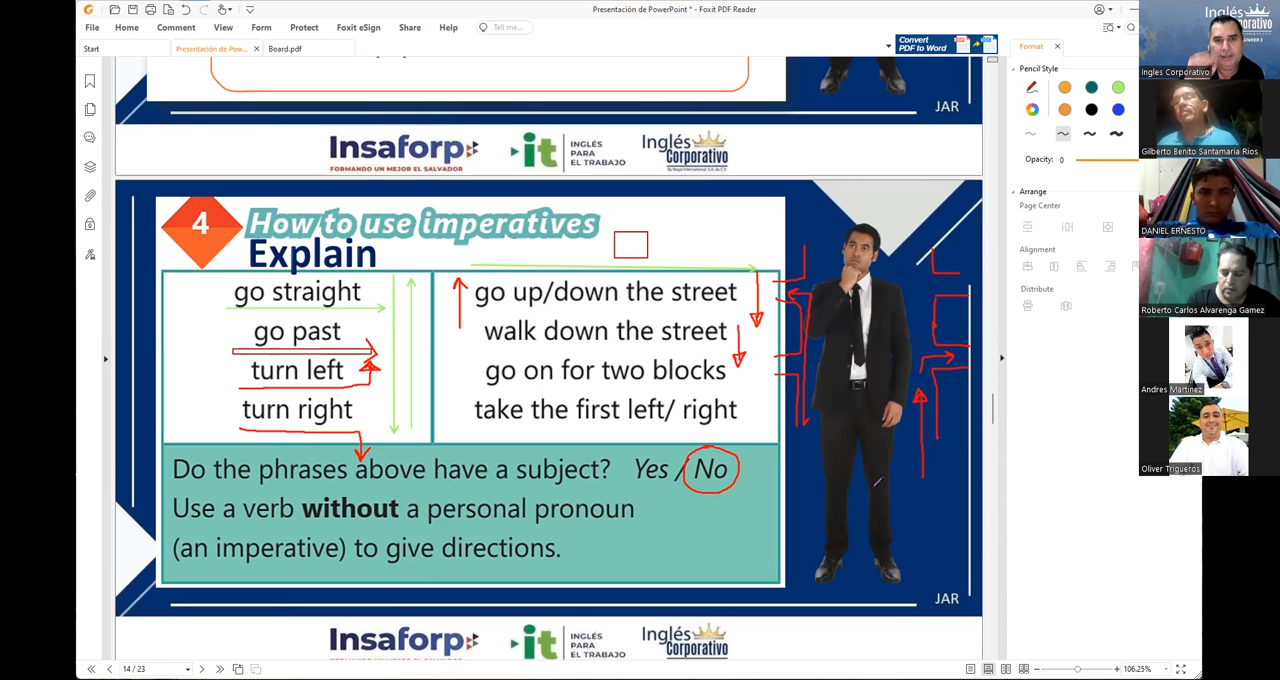 Presentación de PowerPoint * - Foxit PDF Reader
File Home Comment View Form Protect Foxit eSign Share Help Tell me...
Start Presentación de Pow... Board.pdf
Convert
PDF to Word
JAR
Insaforp
FORMANDO UN MEJOR EL SALVADOR
it INGLÉS
PARA
EL TRABAJO
Inglés
Corporativo
4 How to use imperatives
Explain
go straight
go past
turn left
turn right
go up/down the street
walk down the street
go on for two blocks
take the first left/ right
Do the phrases above have a subject? Yes / No
Use a verb without a personal pronoun
(an imperative) to give directions.
JAR
Insaforp
it INGLÉS
PARA
EL TRABAJO
Inglés
Corporativo
14 / 23
106.25%
Format
Pencil Style
Opacity: 0
Arrange
Page Center
Alignment
Distribute
Ingles Corporativo
Gilberto Benito Santamaria Rios
DANIEL ERNESTO
Roberto Carlos Alvarenga Gamez
Andres Martinez
Oliver Trigueros